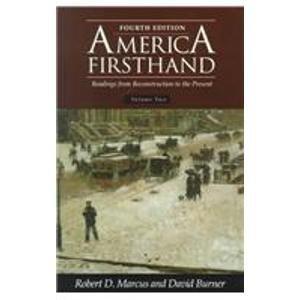 FOURTH EDITION
AMERICA
FIRSTHAND
Readings from Reconstruction to the Present
VOLUME TWO
Robert D. Marcus and David Burner